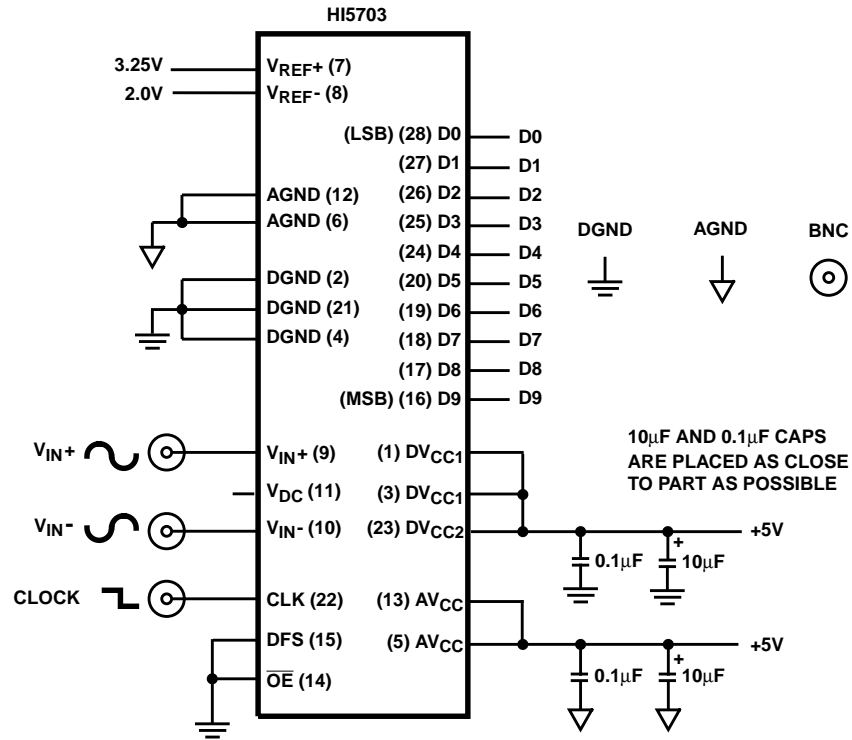 HI5703
3.25V
VREF+ (7)
2.0V
VREF- (8)
AGND (12)
AGND (6)
DGND (2)
DGND (21)
DGND (4)
VIN+
VIN+ (9)
VDC (11)
VIN-
VIN- (10)
CLOCK
CLK (22)
DFS (15)
OE (14)
(LSB) (28) D0
D0
(27) D1
D1
(26) D2
D2
(25) D3
D3
(24) D4
D4
(20) D5
D5
(19) D6
D6
(18) D7
D7
(17) D8
D8
(MSB) (16) D9
D9
(1) DVCC1
(3) DVCC1
(23) DVCC2
+5V
0.1μF
+
10μF
(13) AVCC
(5) AVCC
+5V
0.1μF
+
10μF
DGND
AGND
BNC
10μF AND 0.1μF CAPS
ARE PLACED AS CLOSE
TO PART AS POSSIBLE